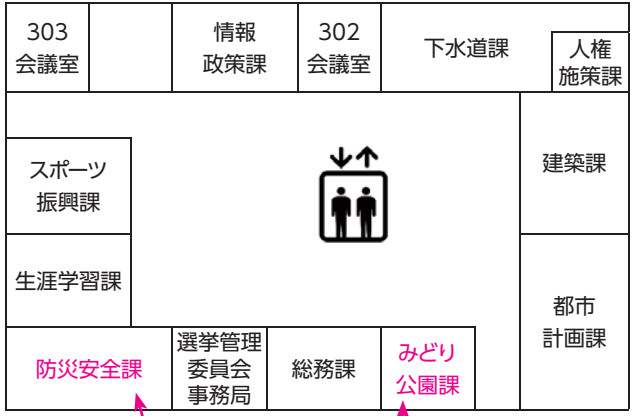 303
会議室
情報
政策課
302
会議室
下水道課
人権
施策課
スポーツ
振興課
建築課
生涯学習課
都市
計画課
防災安全課
選挙管理
委員会
事務局
総務課
みどり
公園課